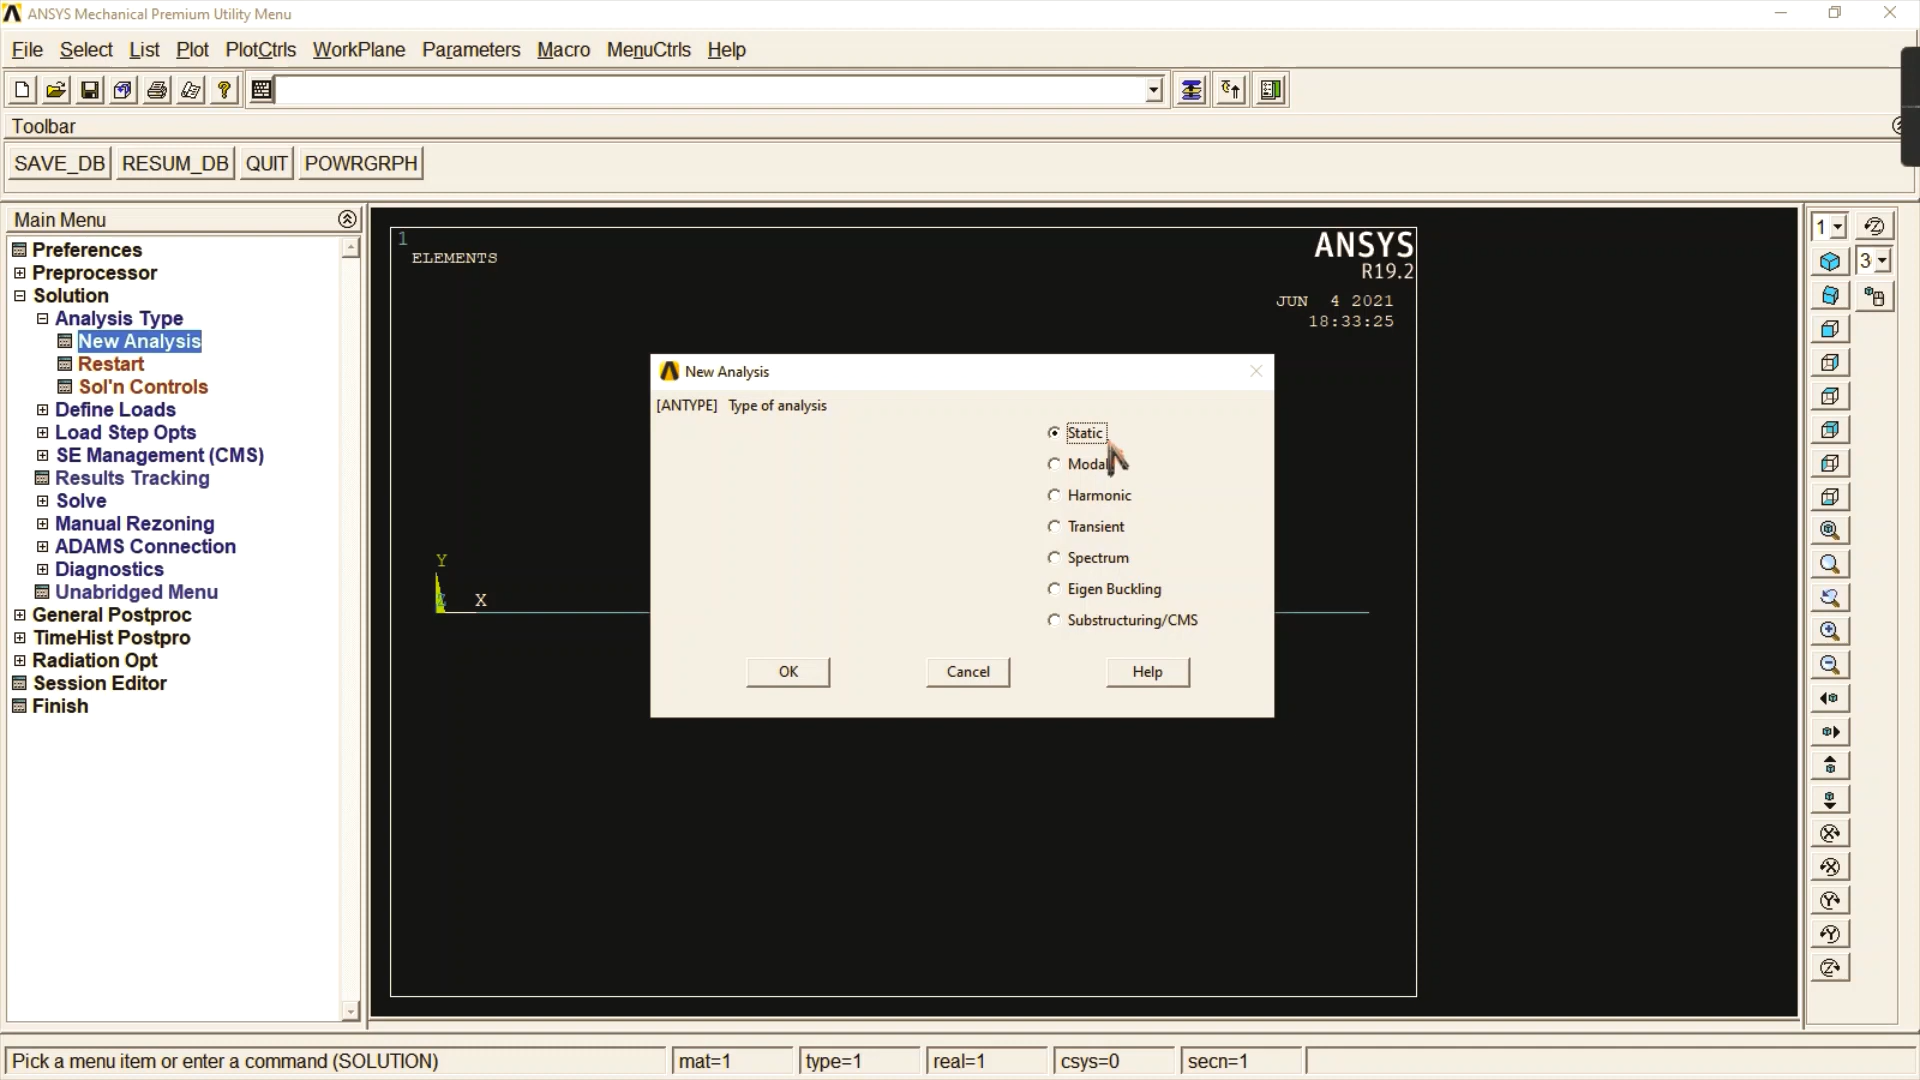 ANSYS Mechanical Premium Utility Menu
File Select List Plot PlotCtrls WorkPlane Parameters Macro MenuCtrls Help
Toolbar
SAVE_DB RESUM_DB QUIT POWRGRPH
Main Menu
Preferences
Preprocessor
Solution
Analysis Type
New Analysis
Restart
Sol'n Controls
Define Loads
Load Step Opts
SE Management (CMS)
Results Tracking
Solve
Manual Rezoning
ADAMS Connection
Diagnostics
Unabridged Menu
General Postproc
TimeHist Postpro
Radiation Opt
Session Editor
Finish
1
ELEMENTS
ANSYS
R19.2
JUN 4 2021
18:33:25
Y
X
New Analysis
[ANTYPE] Type of analysis
Static
Modal
Harmonic
Transient
Spectrum
Eigen Buckling
Substructuring/CMS
OK Cancel Help
1
3
Pick a menu item or enter a command (SOLUTION) mat=1 type=1 real=1 csys=0 secn=1